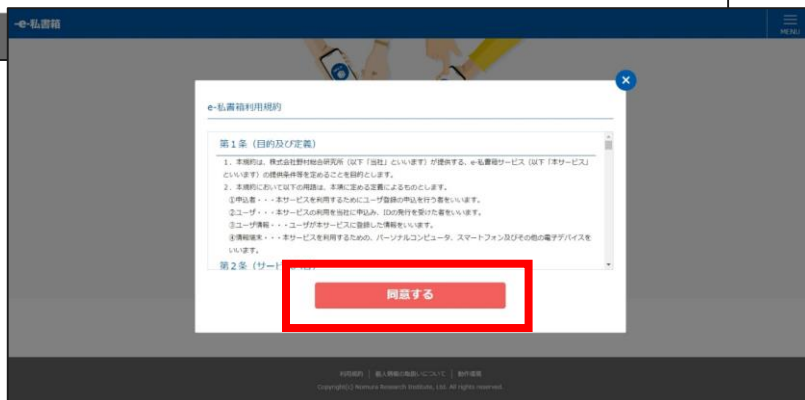 -e-私書箱
MENU
e-私書箱利用規約
第1条（目的及び定義）
1．本規約は、株式会社野村総合研究所（以下「当社」といいます）が提供する、e-私書箱サービス（以下「本サービス」
といいます）の提供条件等を定めることを目的とします。
2．本規約において以下の用語は、本項に定める定義によるものとします。
①申込者・・・本サービスを利用するためにユーザ登録の申込を行う者をいいます。
②ユーザ・・・本サービスの利用を当社に申込み、IDの発行を受けた者をいいます。
③ユーザ情報・・・ユーザが本サービスに登録した情報をいいます。
④情報端末・・・本サービスを利用するための、パーソナルコンピュータ、スマートフォン及びその他の電子デバイスを
いいます。
第2条（サー
同意する
利用規約 | 個人情報の取扱いについて | 動作環境
Copyright(c) Nomura Research Institute, Ltd. All rights reserved.